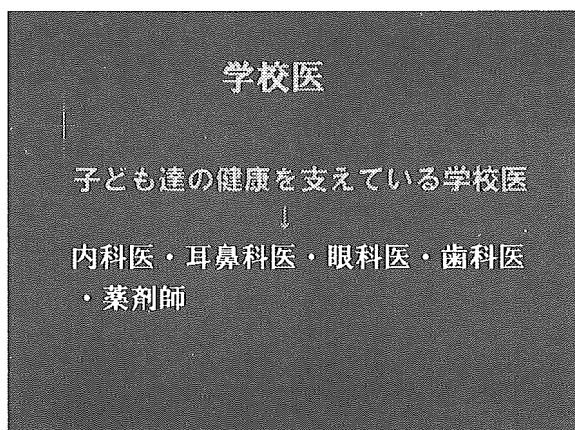 学校医
子ども達の健康を支えている学校医
↓
内科医・耳鼻科医・眼科医・歯科医
・薬剤師